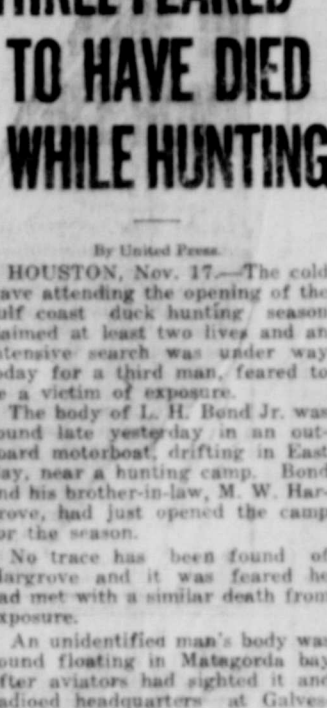 THREE FEARED
TO HAVE DIED
WHILE HUNTING
By United Press.
HOUSTON, Nov. 17.—The cold
ave attending the opening of the
ulf coast duck hunting season
aimed at least two lives and an
ntensive search was under way
oday for a third man, feared to
e a victim of exposure.
The body of L. H. Bond Jr. was
ound late yesterday in an out-
oard motorboat, drifting in East
ay, near a hunting camp. Bond
nd his brother-in-law, M. W. Har-
rove, had just opened the camp
or the season.
No trace has been found of
Hargrove and it was feared he
ad met with a similar death from
xposure.
An unidentified man's body was
ound floating in Matagorda bay
fter aviators had sighted it and
adioed headquarters at Galves-